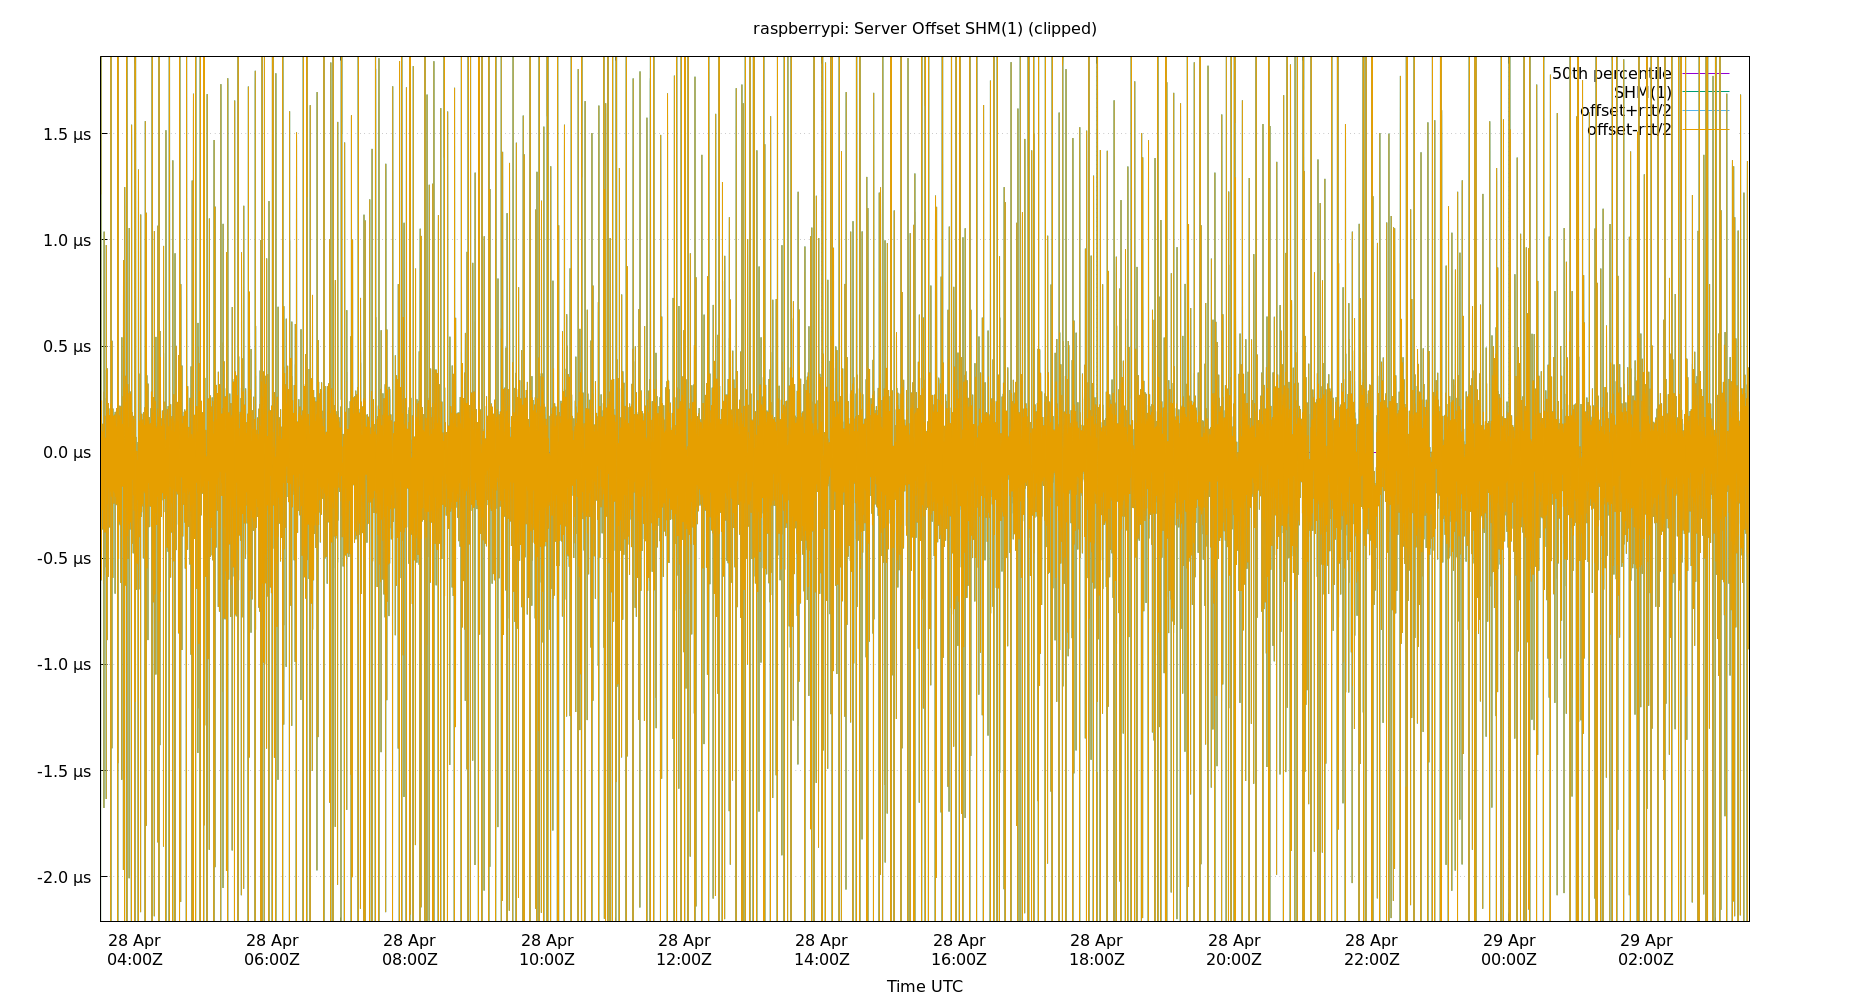 raspberrypi: Server Offset SHM(1) (clipped)
50th percentile
SHM(1)
offset+rtt/2
offset-rtt/2
1.5 µs
1.0 µs
0.5 µs
0.0 µs
-0.5 µs
-1.0 µs
-1.5 µs
-2.0 µs
28 Apr 28 Apr 28 Apr 28 Apr 28 Apr 28 Apr 28 Apr 28 Apr 28 Apr 28 Apr 29 Apr 29 Apr
04:00Z 06:00Z 08:00Z 10:00Z 12:00Z 14:00Z 16:00Z 18:00Z 20:00Z 22:00Z 00:00Z 02:00Z
Time UTC